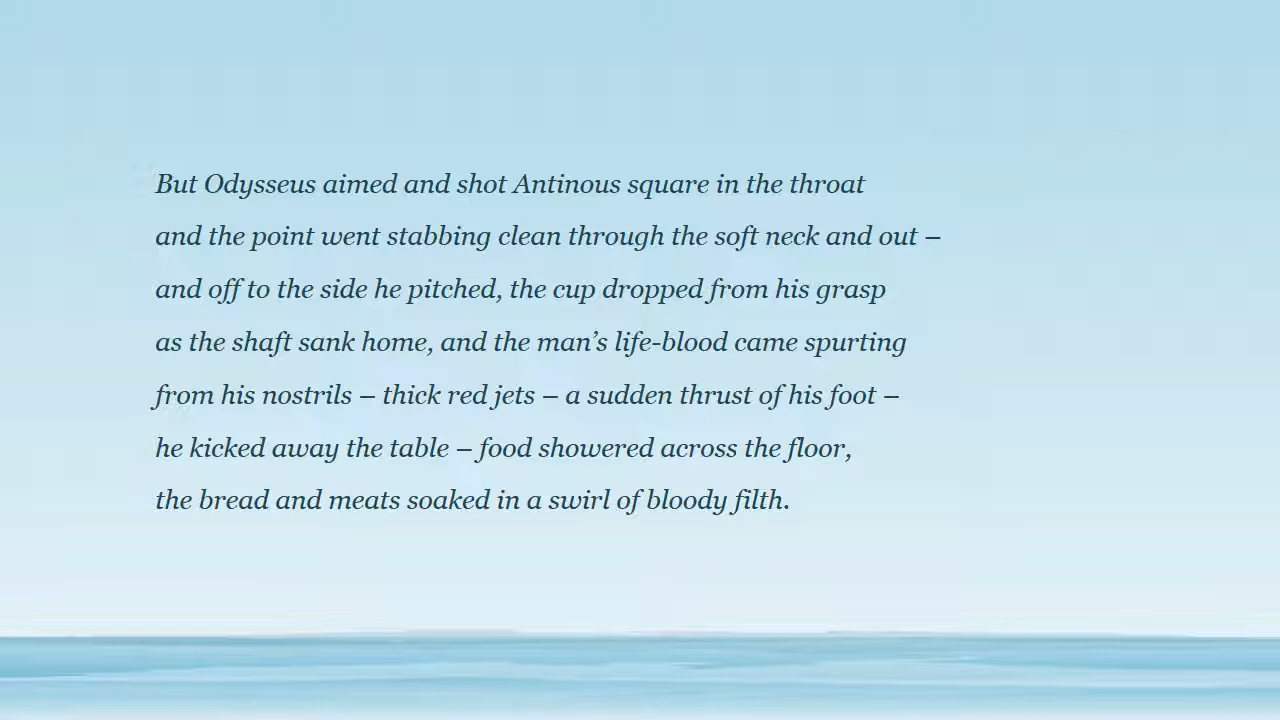 But Odysseus aimed and shot Antinous square in the throat
and the point went stabbing clean through the soft neck and out –
and off to the side he pitched, the cup dropped from his grasp
as the shaft sank home, and the man’s life-blood came spurting
from his nostrils – thick red jets – a sudden thrust of his foot –
he kicked away the table – food showered across the floor,
the bread and meats soaked in a swirl of bloody filth.